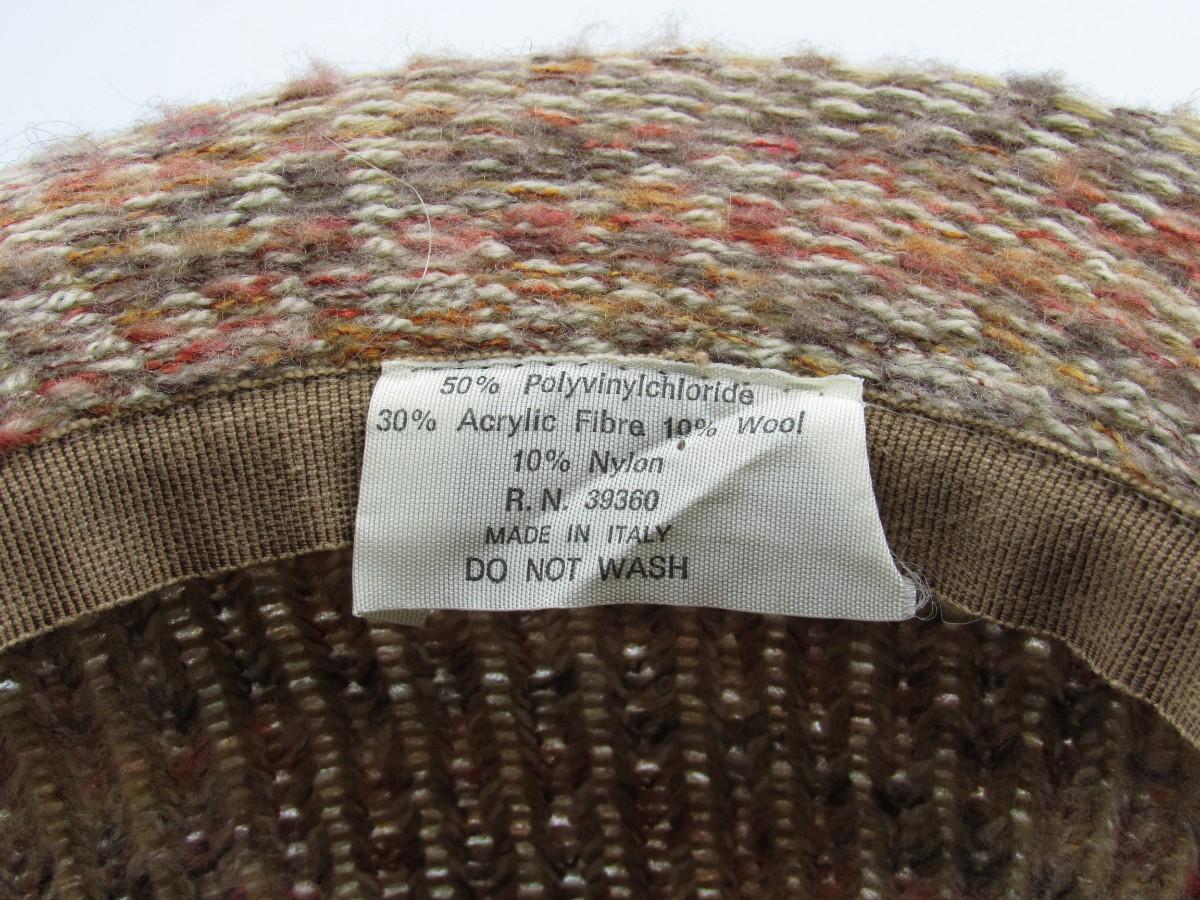 50% Polyvinylchloride
30% Acrylic Fibre 10% Wool
10% Nylon
R.N. 39360
MADE IN ITALY
DO NOT WASH